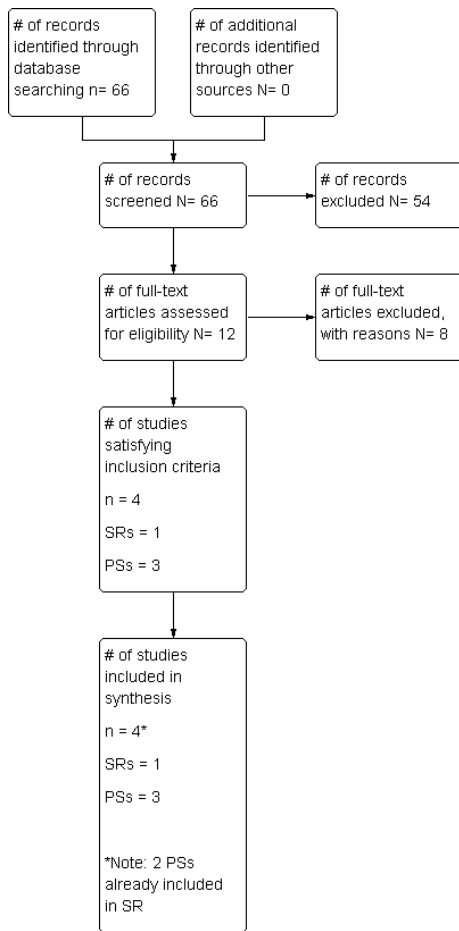 # of records
identified through
database
searching n= 66
# of additional
records identified
through other
sources N= 0
# of records
screened N= 66
# of records
excluded N= 54
# of full-text
articles assessed
for eligibility N= 12
# of full-text
articles excluded,
with reasons N= 8
# of studies
satisfying
inclusion criteria
n = 4
SRs = 1
PSs = 3
# of studies
included in
synthesis
n = 4*
SRs = 1
PSs = 3
*Note: 2 PSs
already included
in SR